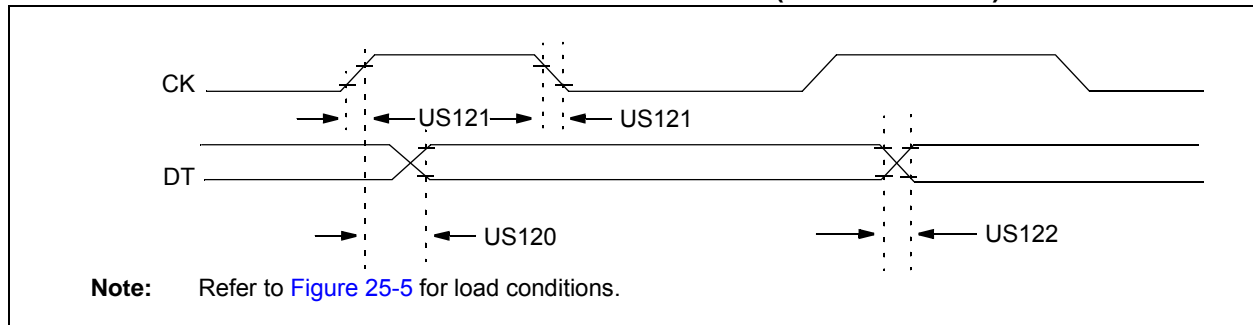 CK
US121 US121
DT
US120 US122
Note: Refer to Figure 25-5 for load conditions.